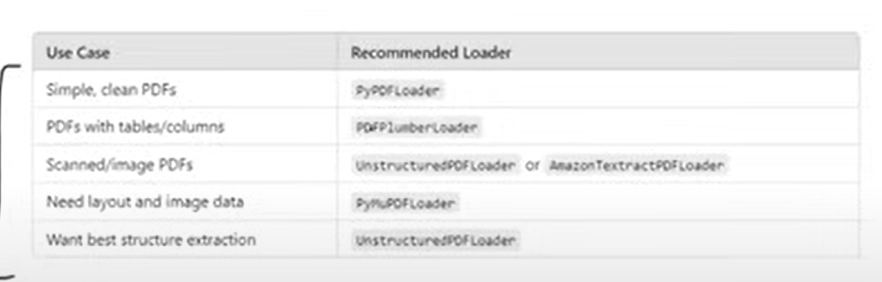 Use Case Recommended Loader
Simple, clean PDFs PyPDFLoader
PDFs with tables/columns PDFPlumberLoader
Scanned/image PDFs UnstructuredPDFLoader or AmazonTextractPDFLoader
Need layout and image data PyMuPDFLoader
Want best structure extraction UnstructuredPDFLoader